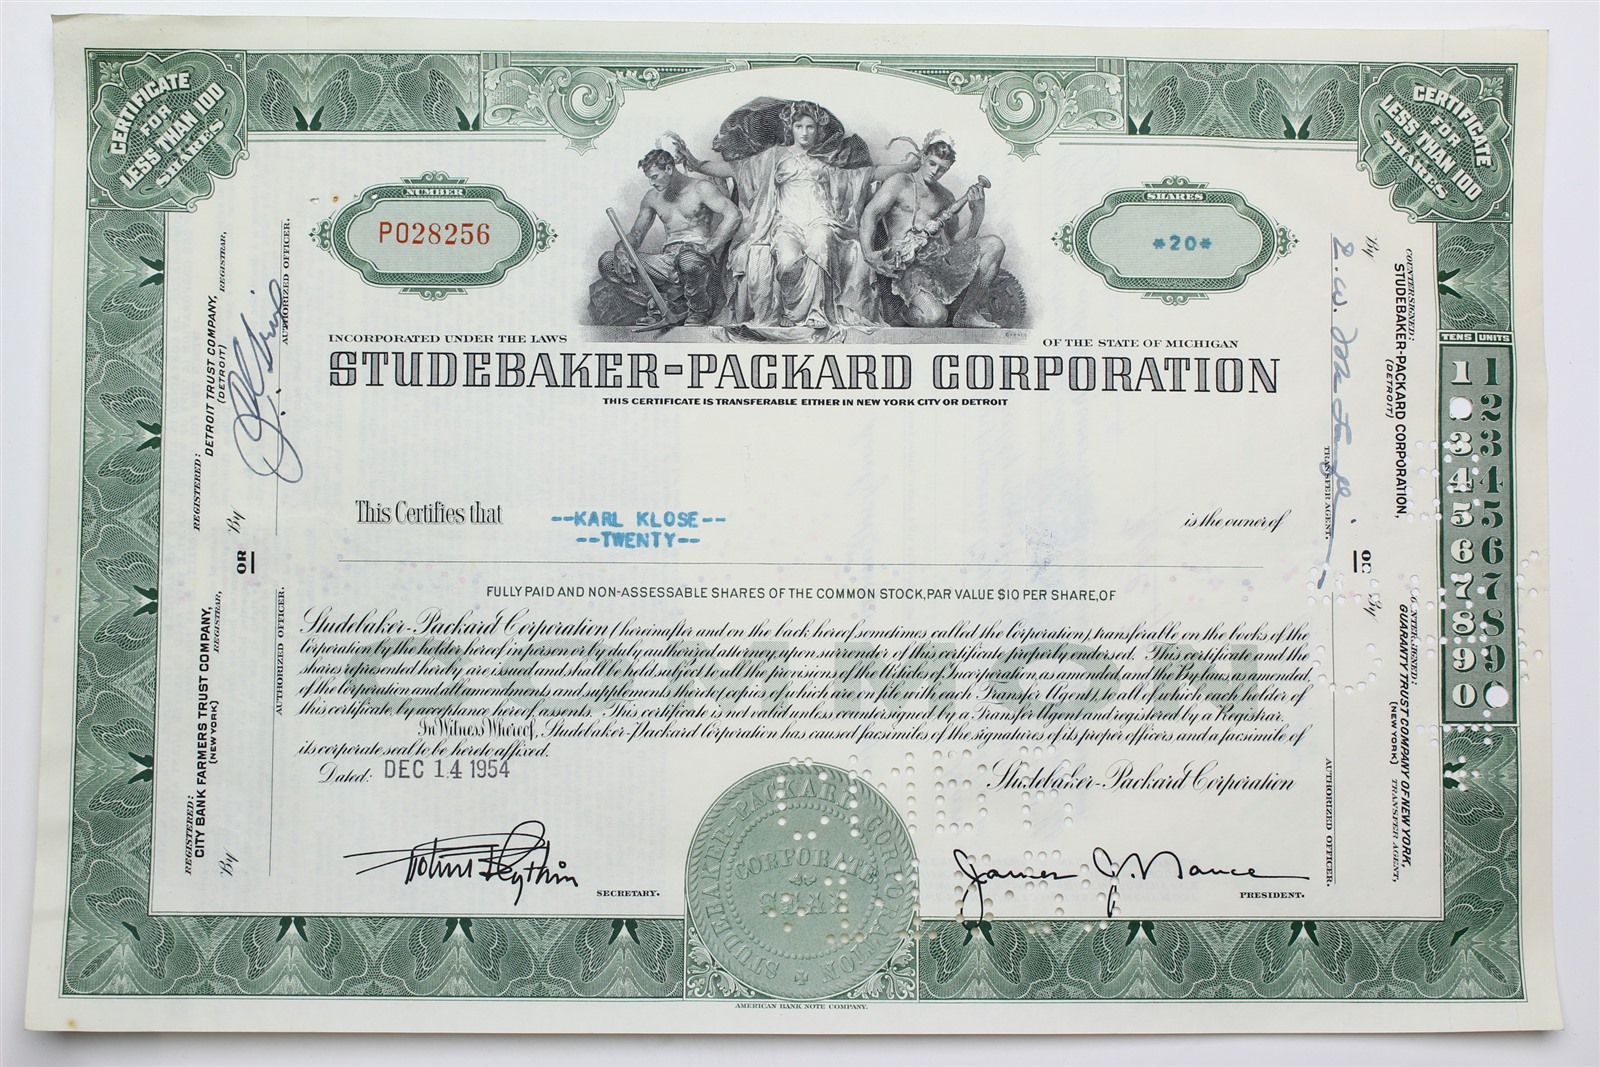 CERTIFICATE
FOR
LESS THAN 100
SHARES
CERTIFICATE
FOR
LESS THAN 100
SHARES
NUMBER
PO28256
SHARES
*20*
INCORPORATED UNDER THE LAWS
OF THE STATE OF MICHIGAN
STUDEBAKER-PACKARD CORPORATION
THIS CERTIFICATE IS TRANSFERABLE EITHER IN NEW YORK CITY OR DETROIT
This Certifies that
--KARL KLOSE--
--TWENTY--
is the owner of
FULLY PAID AND NON-ASSESSABLE SHARES OF THE COMMON STOCK, PAR VALUE $10 PER SHARE, OF
Studebaker-Packard Corporation (hereinafter and on the back hereof sometimes called the Corporation), transferable on the books of the
Corporation by the holder hereof in person or by duly authorized attorney, upon surrender of this certificate properly endorsed. This certificate and the
shares represented hereby are issued and shall be held subject to all the provisions of the Articles of Incorporation, as amended, and the By-laws, as amended,
of the Corporation and all amendments and supplements thereto (copies of which are on file with each Transfer Agent), to all of which each holder of
this certificate, by acceptance hereof, assents. This certificate is not valid unless countersigned by a Transfer Agent and registered by a Registrar.
In Witness Whereof, Studebaker-Packard Corporation has caused facsimiles of the signatures of its proper officers and a facsimile of
its corporate seal to be hereto affixed.
Dated: DEC 14 1954
Studebaker-Packard Corporation
SECRETARY.
James J. Nance
PRESIDENT.
STUDEBAKER-PACKARD CORPORATION
CORPORATE
SEAL
AMERICAN BANK NOTE COMPANY.
REGISTERED:
DETROIT TRUST COMPANY,
(DETROIT) REGISTRAR,
By
AUTHORIZED OFFICER.
OR
REGISTERED:
CITY BANK FARMERS TRUST COMPANY,
(NEW YORK) REGISTRAR,
By
AUTHORIZED OFFICER.
COUNTERSIGNED:
STUDEBAKER-PACKARD CORPORATION,
(DETROIT)
By
TRANSFER AGENT.
OR
COUNTERSIGNED:
GUARANTY TRUST COMPANY OF NEW YORK,
(NEW YORK) TRANSFER AGENT,
By
AUTHORIZED OFFICER.
TENS UNITS
1 1
2
3 3
4 4
5 5
6 6
7 7
8 8
9 9
0